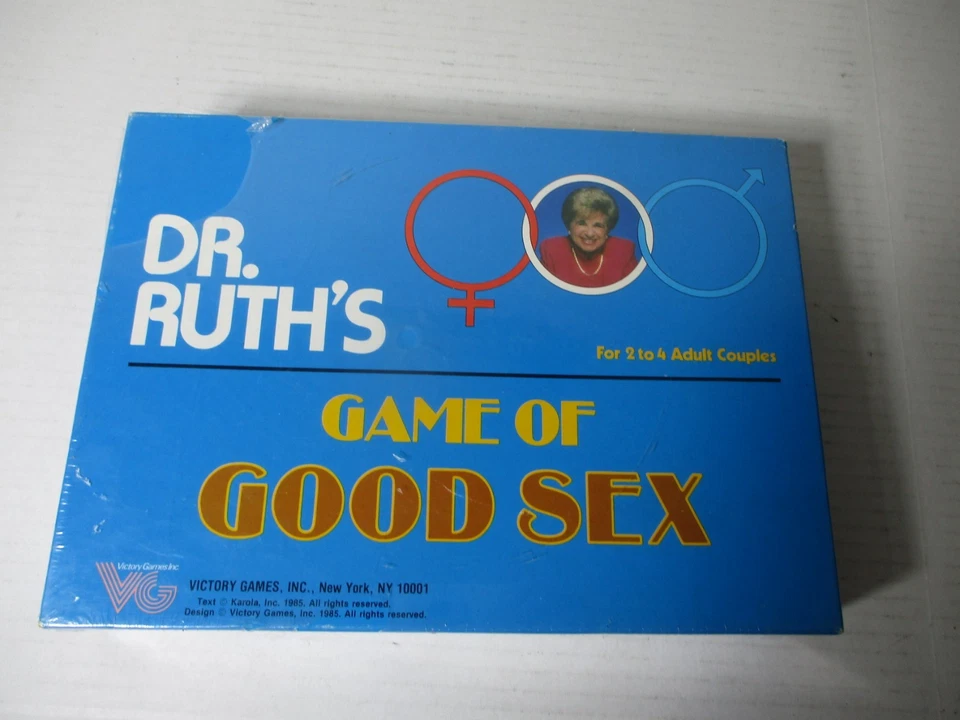 DR.
RUTH'S
For 2 to 4 Adult Couples
GAME OF
GOOD SEX
Victory Games Inc
VG
VICTORY GAMES, INC., New York, NY 10001
Text © Karola, Inc. 1985. All rights reserved.
Design © Victory Games, Inc. 1985. All rights reserved.